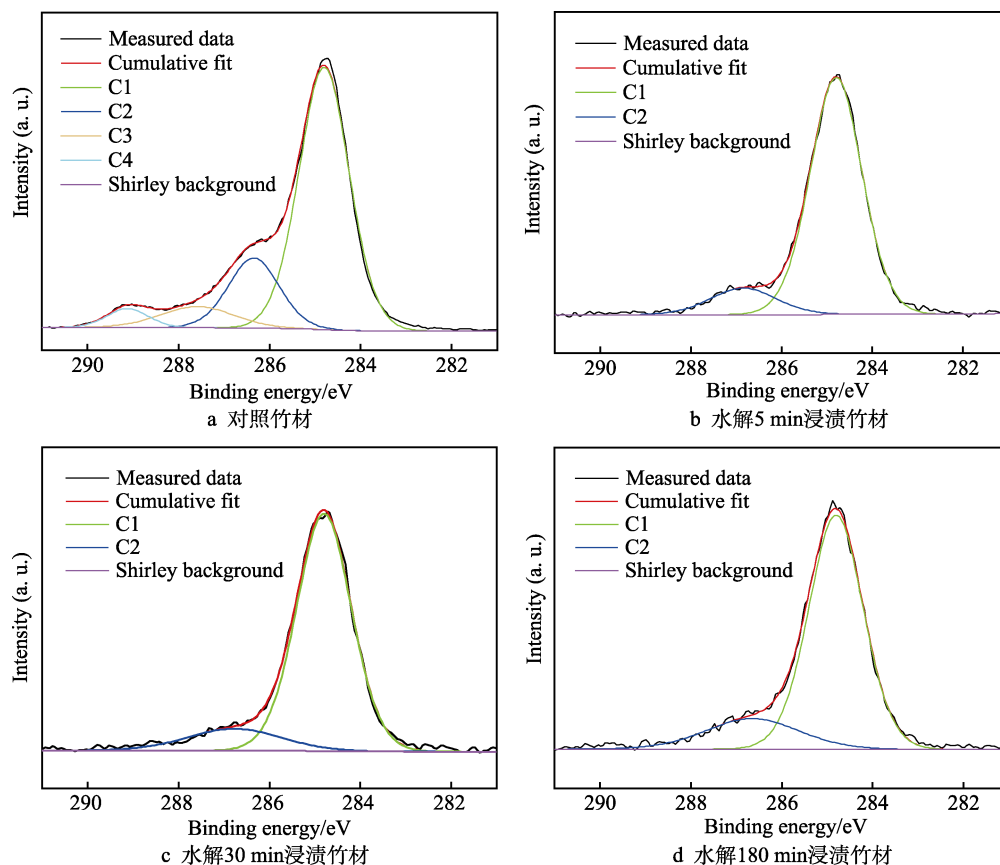 Measured data
Cumulative fit
C1
C2
C3
C4
Shirley background
Intensity (a. u.)
290 288 286 284 282
Binding energy/eV
a 对照竹材
Measured data
Cumulative fit
C1
C2
Shirley background
Intensity (a. u.)
290 288 286 284 282
Binding energy/eV
b 水解5 min浸渍竹材
Measured data
Cumulative fit
C1
C2
Shirley background
Intensity (a. u.)
290 288 286 284 282
Binding energy/eV
c 水解30 min浸渍竹材
Measured data
Cumulative fit
C1
C2
Shirley background
Intensity (a. u.)
290 288 286 284 282
Binding energy/eV
d 水解180 min浸渍竹材